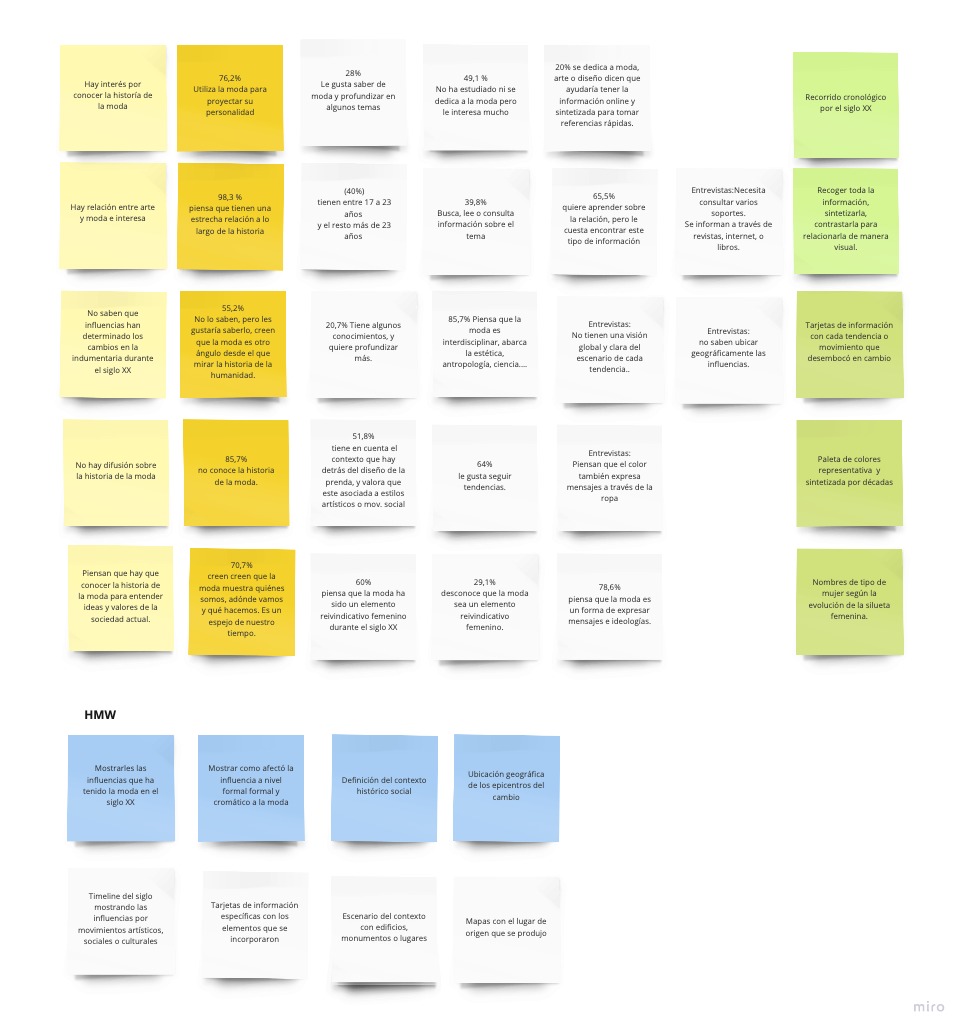 Hay interés por
conocer la historía de
la moda
76,2%
Utiliza la moda para
proyectar su
personalidad
28%
Le gusta saber de
moda y profundizar en
algunos temas
49,1 %
No ha estudiado ni se
dedica a la moda pero
le interesa mucho
20% se dedica a moda,
arte o diseño dicen que
ayudaría tener la
información online y
sintetizada para tomar
referencias rápidas.
Recorrido cronológico
por el siglo XX
Hay relación entre arte
y moda e interesa
98,3 %
piensa que tienen una
estrecha relación a lo
largo de la historia
(40%)
tienen entre 17 a 23
años
y el resto más de 23
años
39,8%
Busca, lee o consulta
información sobre el
tema
65,5%
quiere aprender sobre
la relación, pero le
cuesta encontrar este
tipo de información
Entrevistas:Necesita
consultar varios
soportes.
Se informan a través de
revistas, internet, o
libros.
Recoger toda la
información,
sintetizarla,
contrastarla para
relacionarla de manera
visual.
No saben que
influencias han
determinado los
cambios en la
indumentaria durante
el siglo XX
55,2%
No lo saben, pero les
gustaría saberlo, creen
que la moda es otro
ángulo desde el que
mirar la historia de la
humanidad.
20,7% Tiene algunos
conocimientos, y
quiere profundizar
más.
85,7% Piensa que la
moda es
interdisciplinar, abarca
la estética,
antropología, ciencia....
Entrevistas:
No tienen una visión
global y clara del
escenario de cada
tendencia..
Entrevistas:
no saben ubicar
geográficamente las
influencias.
Tarjetas de información
con cada tendencia o
movimiento que
desembocó en cambio
No hay difusión sobre
la historia de la moda
85,7%
no conoce la historia
de la moda.
51,8%
tiene en cuenta el
contexto que hay
detrás del diseño de la
prenda, y valora que
este asociada a estilos
artísticos o mov. social
64%
le gusta seguir
tendencias.
Entrevistas:
Piensan que el color
también expresa
mensajes a través de la
ropa
Paleta de colores
representativa y
sintetizada por décadas
Piensan que hay que
conocer la historia de
la moda para entender
ideas y valores de la
sociedad actual.
70,7%
creen creen que la
moda muestra quiénes
somos, adónde vamos
y qué hacemos. Es un
espejo de nuestro
tiempo.
60%
piensa que la moda ha
sido un elemento
reivindicativo femenino
durante el siglo XX
29,1%
desconoce que la moda
sea un elemento
reivindicativo
femenino.
78,6%
piensa que la moda es
un forma de expresar
mensajes e ideologías.
Nombres de tipo de
mujer según la
evolución de la silueta
femenina.
HMW
Mostrarles las
influencias que ha
tenido la moda en el
siglo XX
Mostrar como afectó la
influencia a nivel
formal formal y
cromático a la moda
Definición del contexto
histórico social
Ubicación geográfica
de los epicentros del
cambio
Timeline del siglo
mostrando las
influencias por
movimientos artísticos,
sociales o culturales
Tarjetas de información
específicas con los
elementos que se
incorporaron
Escenario del contexto
con edificios,
monumentos o lugares
Mapas con el lugar de
origen que se produjo
miro